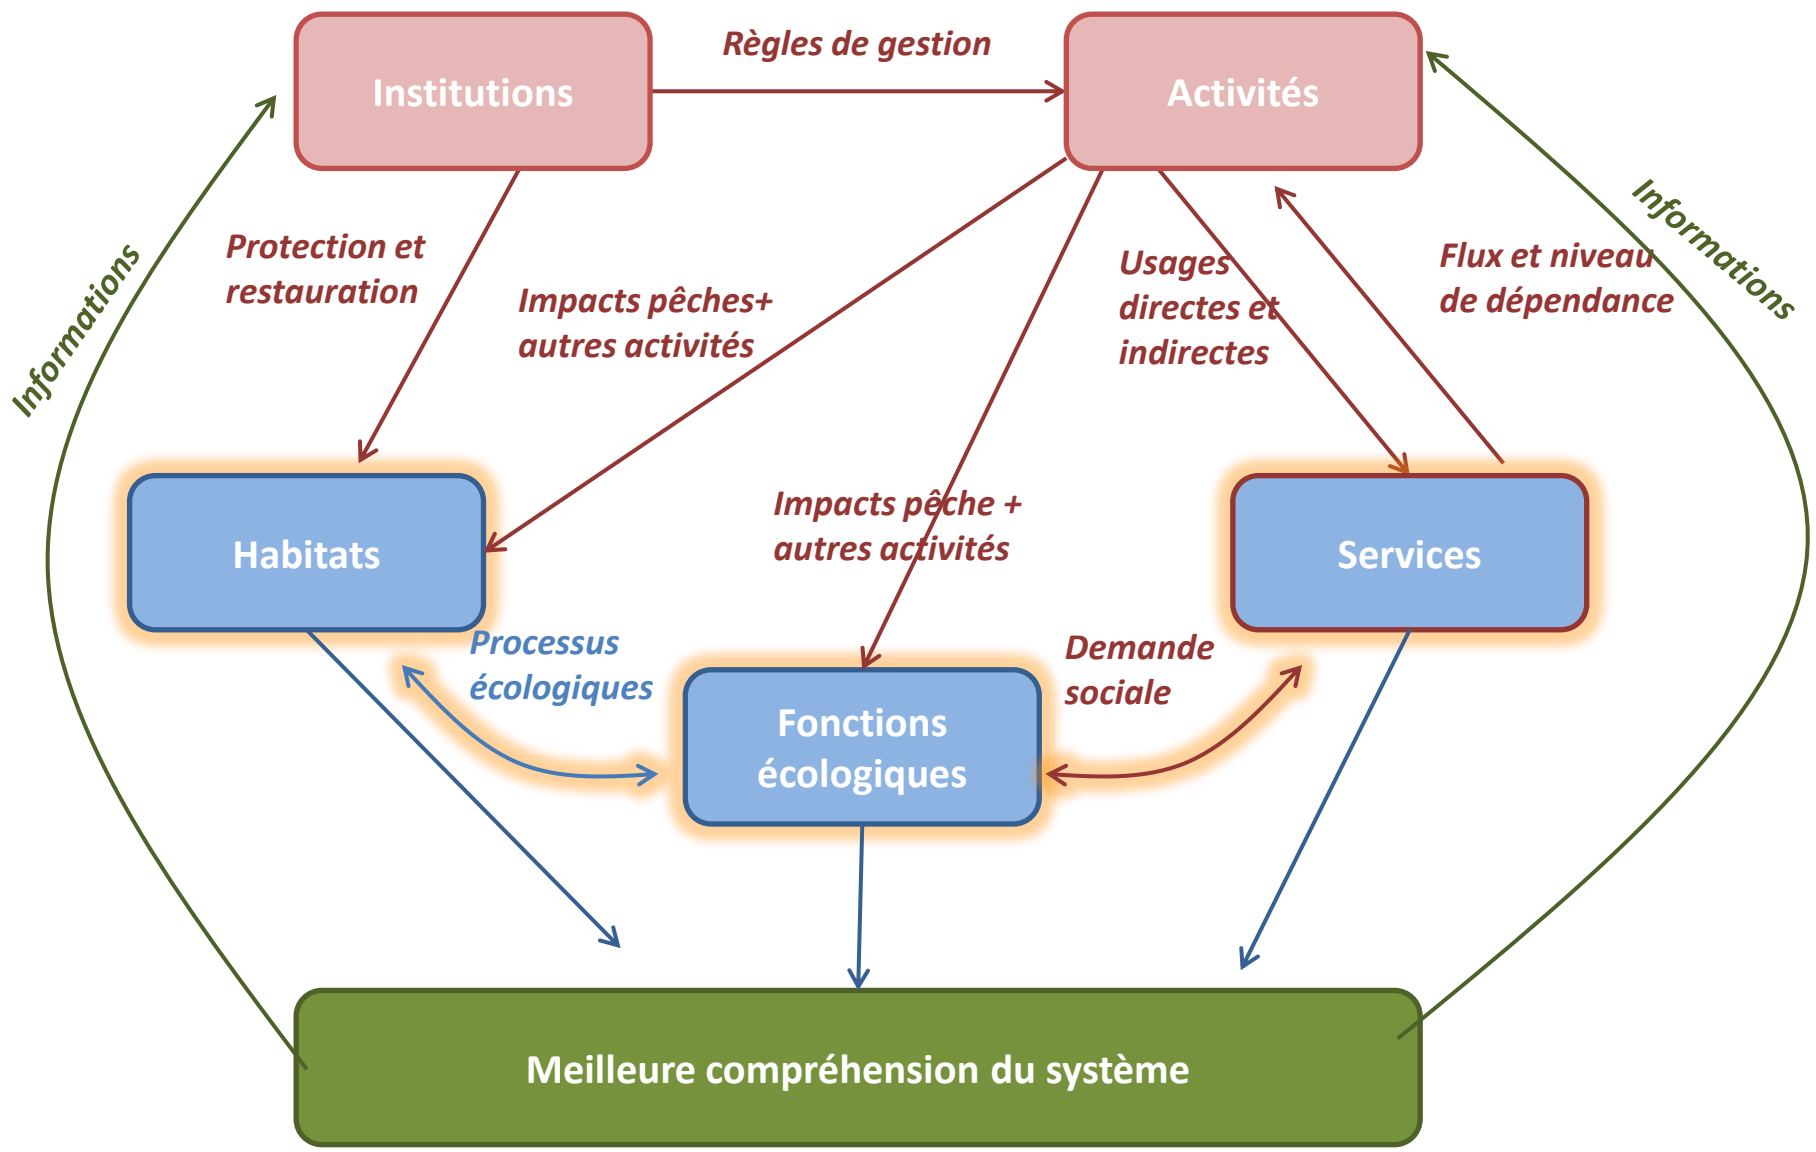 Règles de gestion
Institutions
Activités
Informations
Protection et
restauration
Impacts pêches+
autres activités
Usages
directes et
indirectes
Flux et niveau
de dépendance
Informations
Impacts pêche +
autres activités
Habitats
Services
Processus
écologiques
Demande
sociale
Fonctions
écologiques
Meilleure compréhension du système